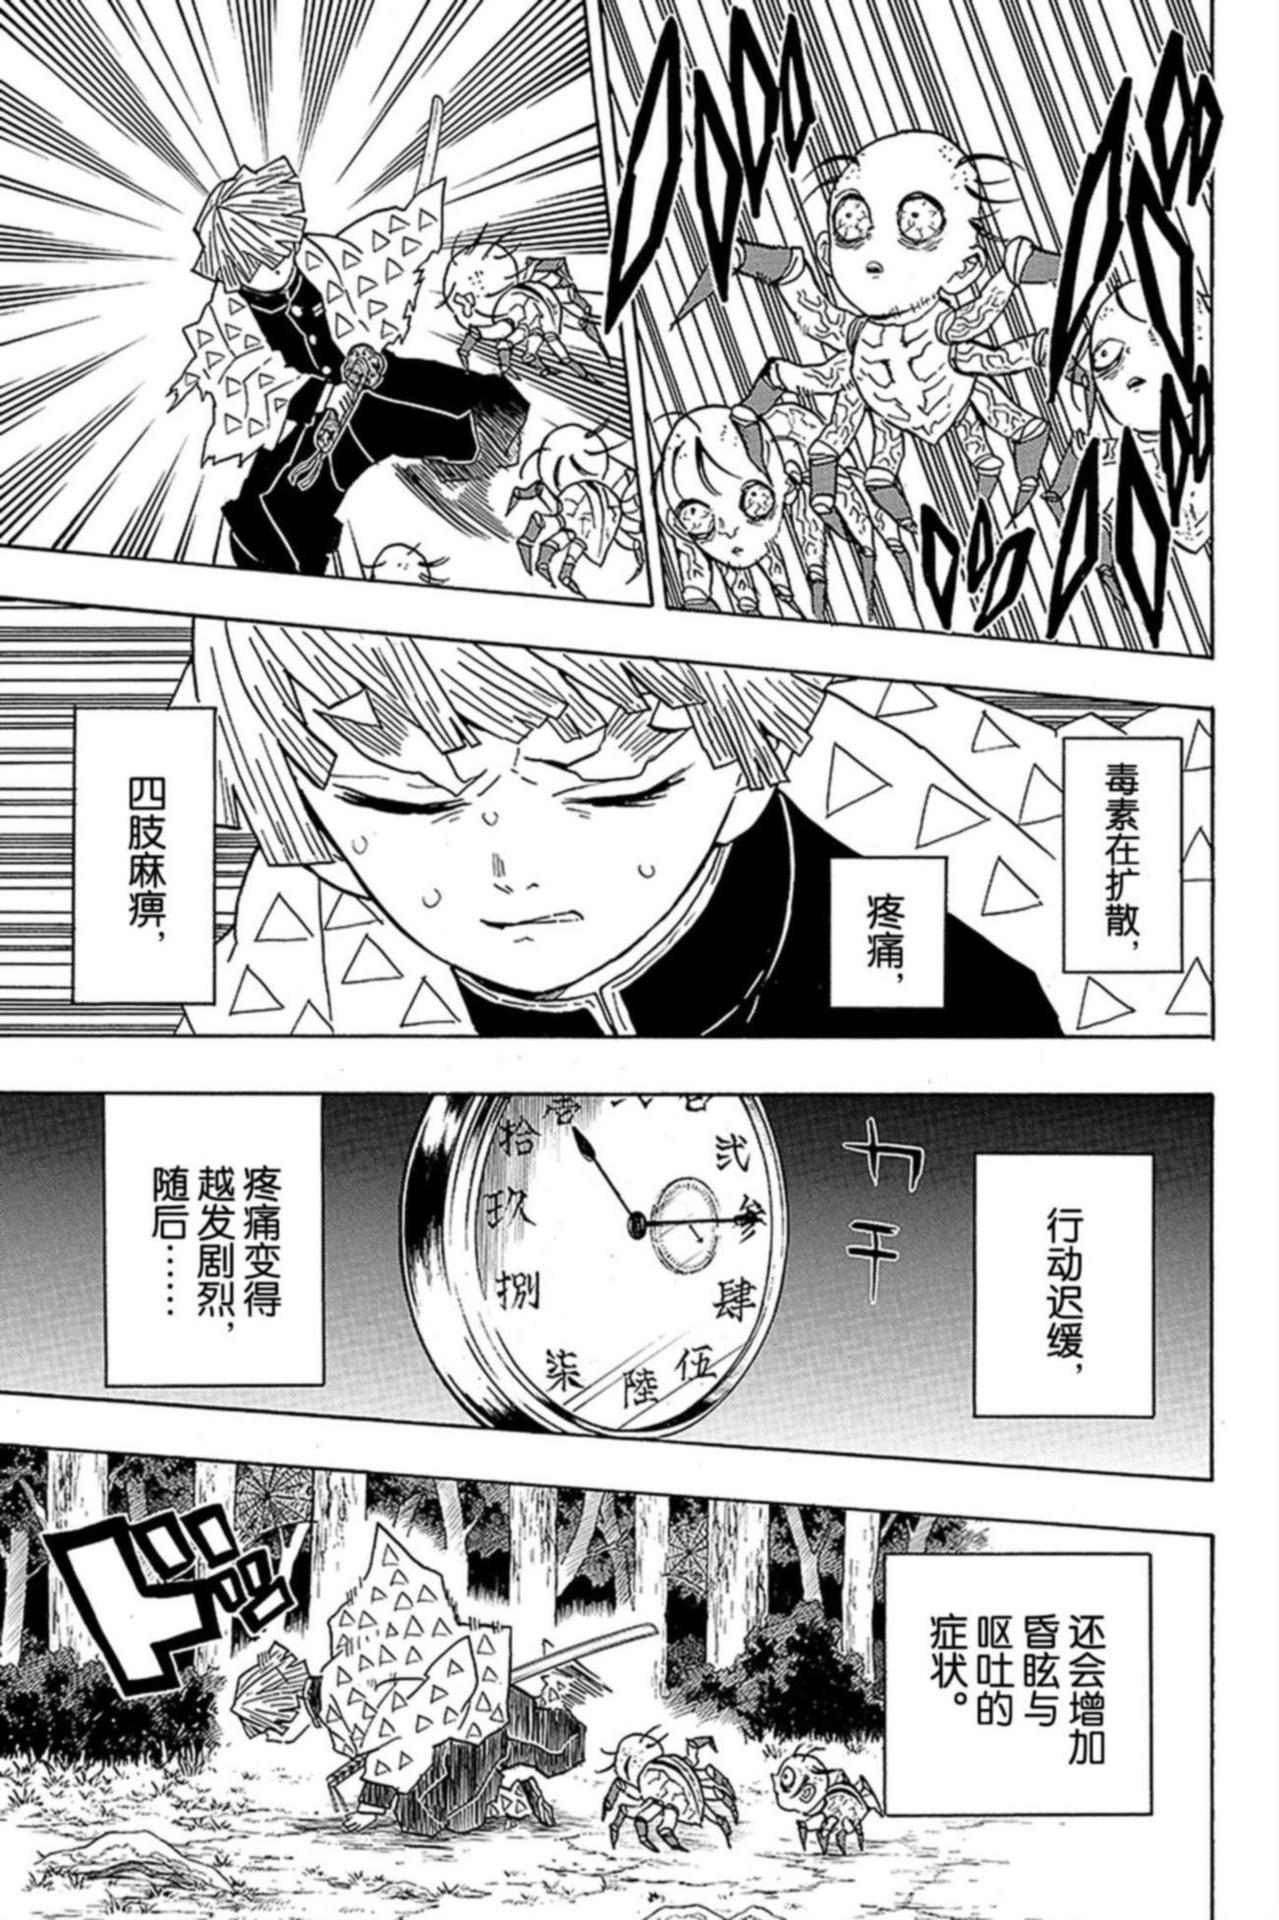 毒素在扩散，
疼痛，
四肢麻痹，
行动迟缓，
カ
チ
壹
拾
玖
捌
柒
陸
伍
肆
参
弐
疼痛变得
越发剧烈，
随后……
还会增加
昏眩与
呕吐的
症状。